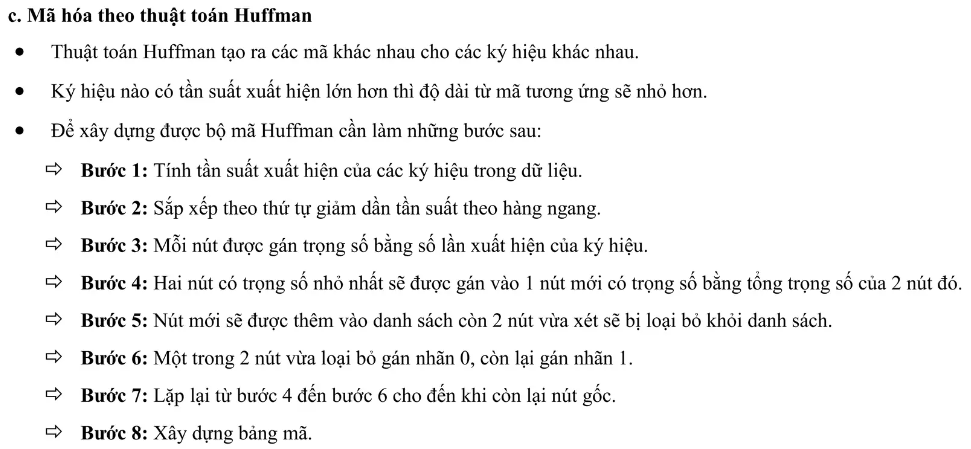 c. Mã hóa theo thuật toán Huffman
• Thuật toán Huffman tạo ra các mã khác nhau cho các ký hiệu khác nhau.
• Ký hiệu nào có tần suất xuất hiện lớn hơn thì độ dài từ mã tương ứng sẽ nhỏ hơn.
• Để xây dựng được bộ mã Huffman cần làm những bước sau:
⇨ Bước 1: Tính tần suất xuất hiện của các ký hiệu trong dữ liệu.
⇨ Bước 2: Sắp xếp theo thứ tự giảm dần tần suất theo hàng ngang.
⇨ Bước 3: Mỗi nút được gán trọng số bằng số lần xuất hiện của ký hiệu.
⇨ Bước 4: Hai nút có trọng số nhỏ nhất sẽ được gán vào 1 nút mới có trọng số bằng tổng trọng số của 2 nút đó.
⇨ Bước 5: Nút mới sẽ được thêm vào danh sách còn 2 nút vừa xét sẽ bị loại bỏ khỏi danh sách.
⇨ Bước 6: Một trong 2 nút vừa loại bỏ gán nhãn 0, còn lại gán nhãn 1.
⇨ Bước 7: Lặp lại từ bước 4 đến bước 6 cho đến khi còn lại nút gốc.
⇨ Bước 8: Xây dựng bảng mã.